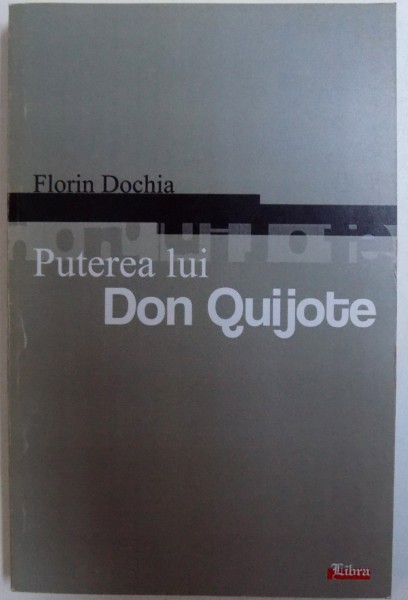 Florin Dochia
Puterea lui
Don Quijote
Libra